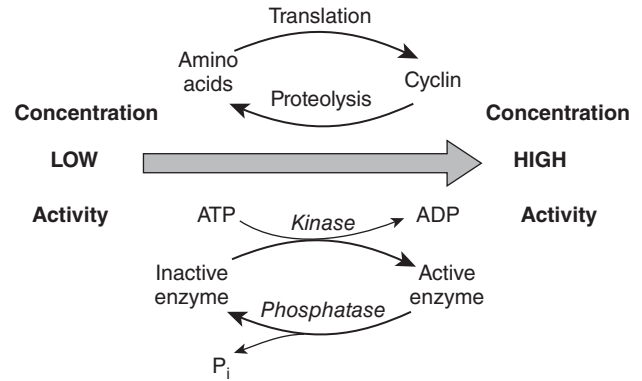 Translation
Amino
acids
Cyclin
Proteolysis
Concentration
Concentration
LOW
HIGH
Activity
ATP
Kinase
ADP
Activity
Inactive
enzyme
Active
enzyme
Phosphatase
Pi